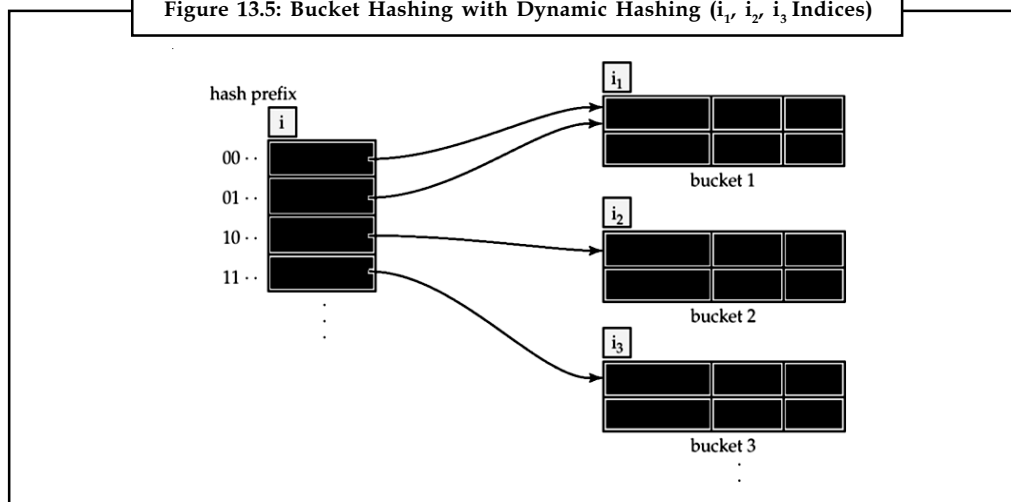 Figure 13.5: Bucket Hashing with Dynamic Hashing (i₁, i₂, i₃ Indices)
hash prefix
i
00 ··
01 ··
10 ··
11 ··
i₁
bucket 1
i₂
bucket 2
i₃
bucket 3